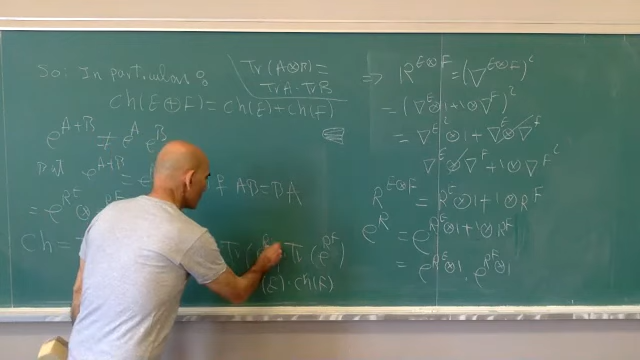 So: In particular:
Tr(A⊗B) =
TrA · TrB
Ch(E⊕F) = Ch(E) + Ch(F)
e^{A+B} ≠ e^A e^B
But e^{A+B} =
if AB = BA
= e^{R^E} ⊗
Ch =
Tr ( · Tr (e^{R^F})
(E) · Ch(F)
⇒ R^{E⊗F} = (∇^{E⊗F})²
= (∇^E ⊗ 1 + 1 ⊗ ∇^F)²
= ∇^{E²} ⊗ 1 + ∇^E ⊗ ∇^F
∇^E ⊗ ∇^F + 1 ⊗ ∇^{F²}
R^{E⊗F} = R^E ⊗ 1 + 1 ⊗ R^F
e^R = e^{R^E ⊗ 1 + 1 ⊗ R^F}
= e^{R^E ⊗ 1} · e^{R^F ⊗ 1}